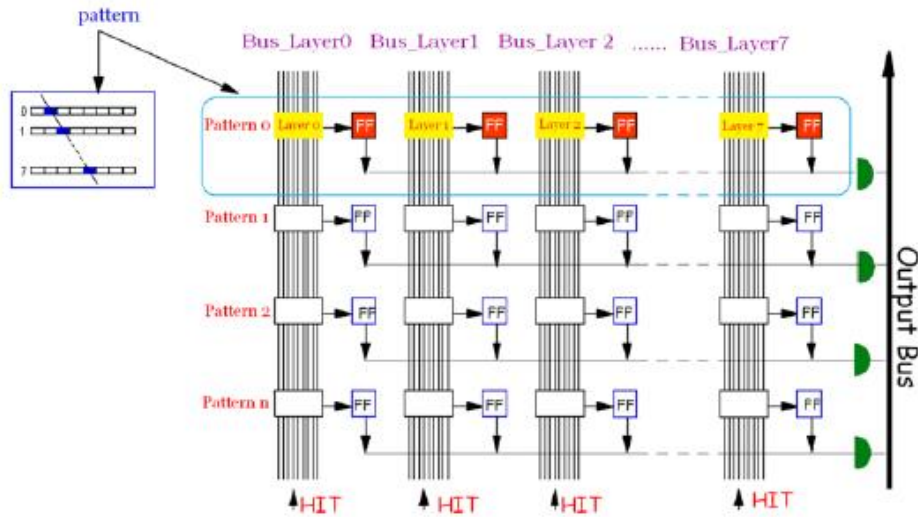 pattern
Bus_Layer0 Bus_Layer1 Bus_Layer 2 ...... Bus_Layer7
0
1
7
Pattern 0 Layer 0 FF Layer 1 FF Layer 2 FF Layer 7 FF
Pattern 1 FF FF FF FF
Pattern 2 FF FF FF FF
Pattern n FF FF FF FF
HIT HIT HIT HIT
Output Bus